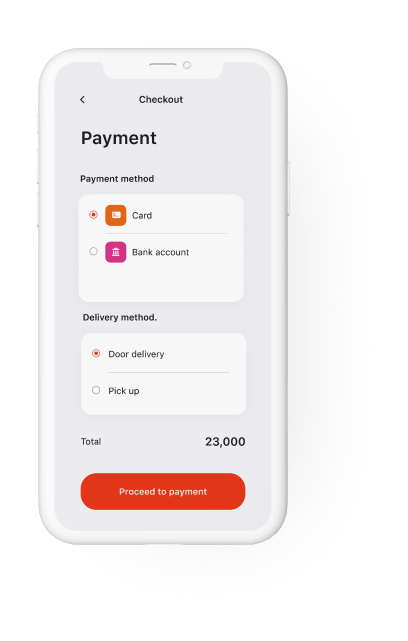 Checkout
Payment
Payment method
Card
Bank account
Delivery method.
Door delivery
Pick up
Total 23,000
Proceed to payment